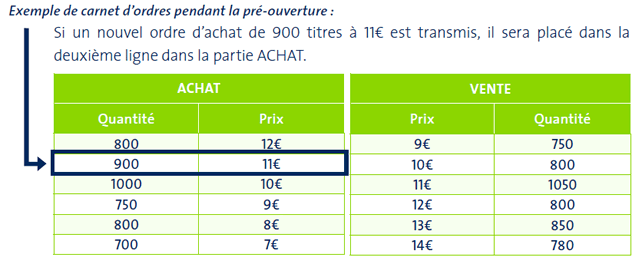 Exemple de carnet d'ordres pendant la pré-ouverture :
Si un nouvel ordre d'achat de 900 titres à 11€ est transmis, il sera placé dans la
deuxième ligne dans la partie ACHAT.
ACHAT VENTE
Quantité Prix Prix Quantité
800 12€ 9€ 750
900 11€ 10€ 800
1000 10€ 11€ 1050
750 9€ 12€ 800
800 8€ 13€ 850
700 7€ 14€ 780